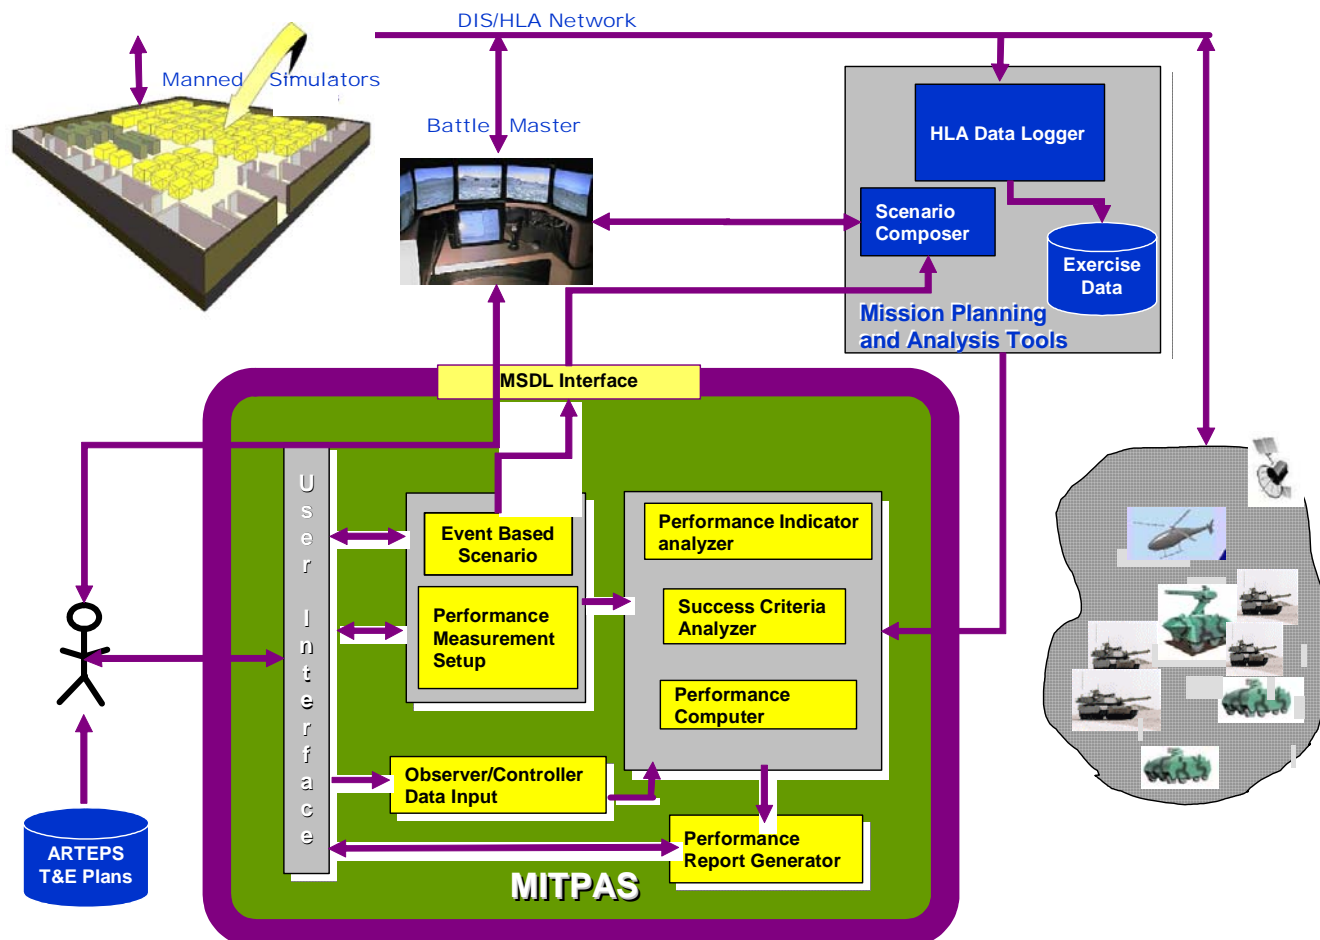 DIS/HLA Network
Manned Simulators
Battle Master
HLA Data Logger
Scenario
Composer
Exercise
Data
Mission Planning
and Analysis Tools
MSDL Interface
User Interface
Event Based
Scenario
Performance
Measurement
Setup
Performance Indicator
analyzer
Success Criteria
Analyzer
Performance
Computer
Observer/Controller
Data Input
Performance
Report Generator
MITPAS
ARTEPS
T&E Plans